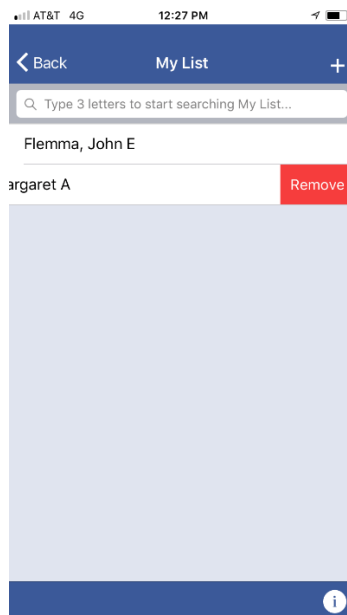 AT&T 4G 12:27 PM
Back My List +
Type 3 letters to start searching My List...
Flemma, John E
argaret A Remove
i